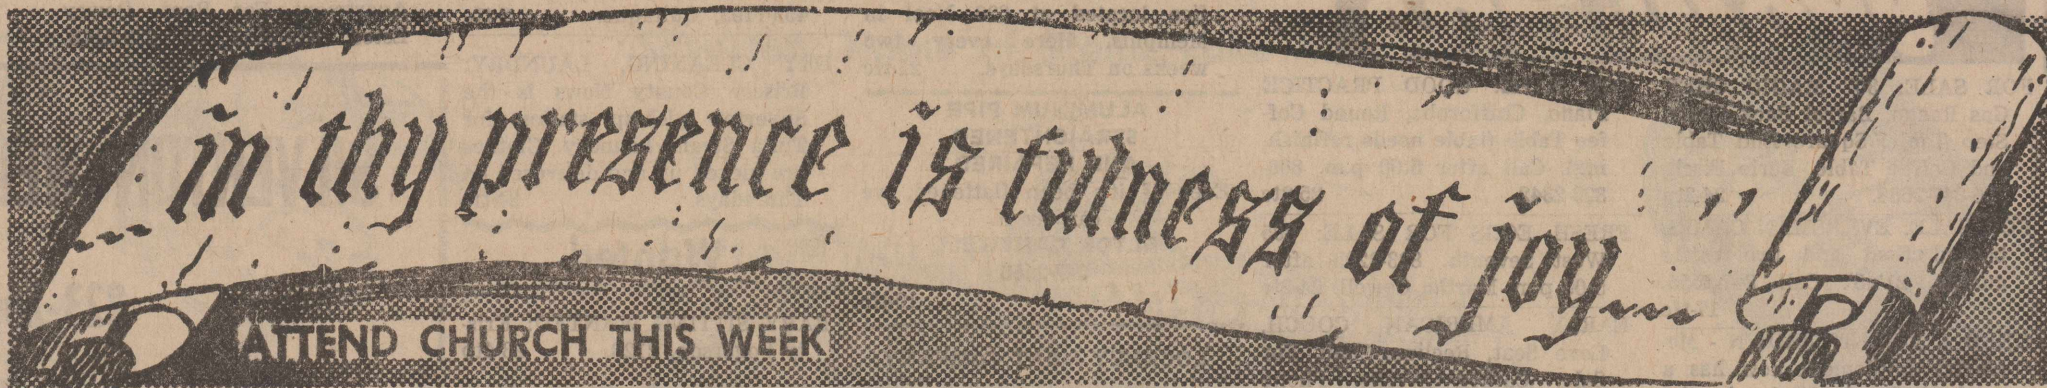 ... in thy presence is fulness of joy..."
ATTEND CHURCH THIS WEEK